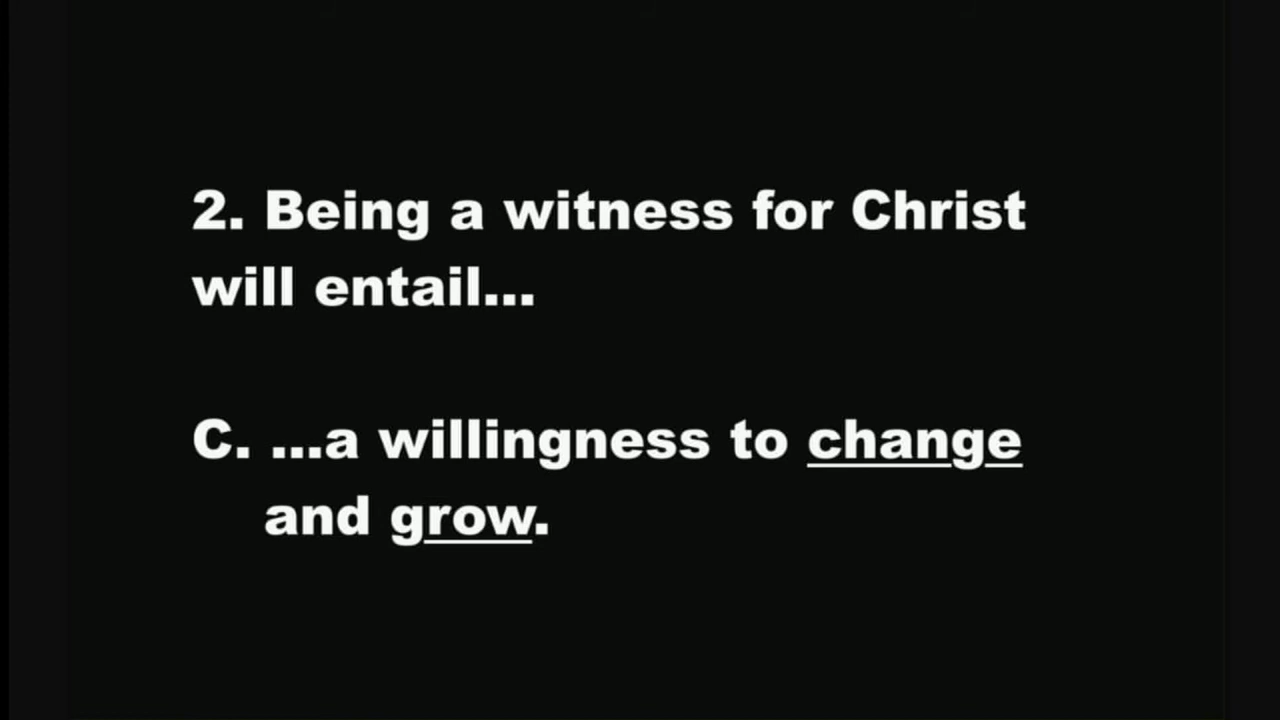 2. Being a witness for Christ
will entail...
C. ...a willingness to change
and grow.